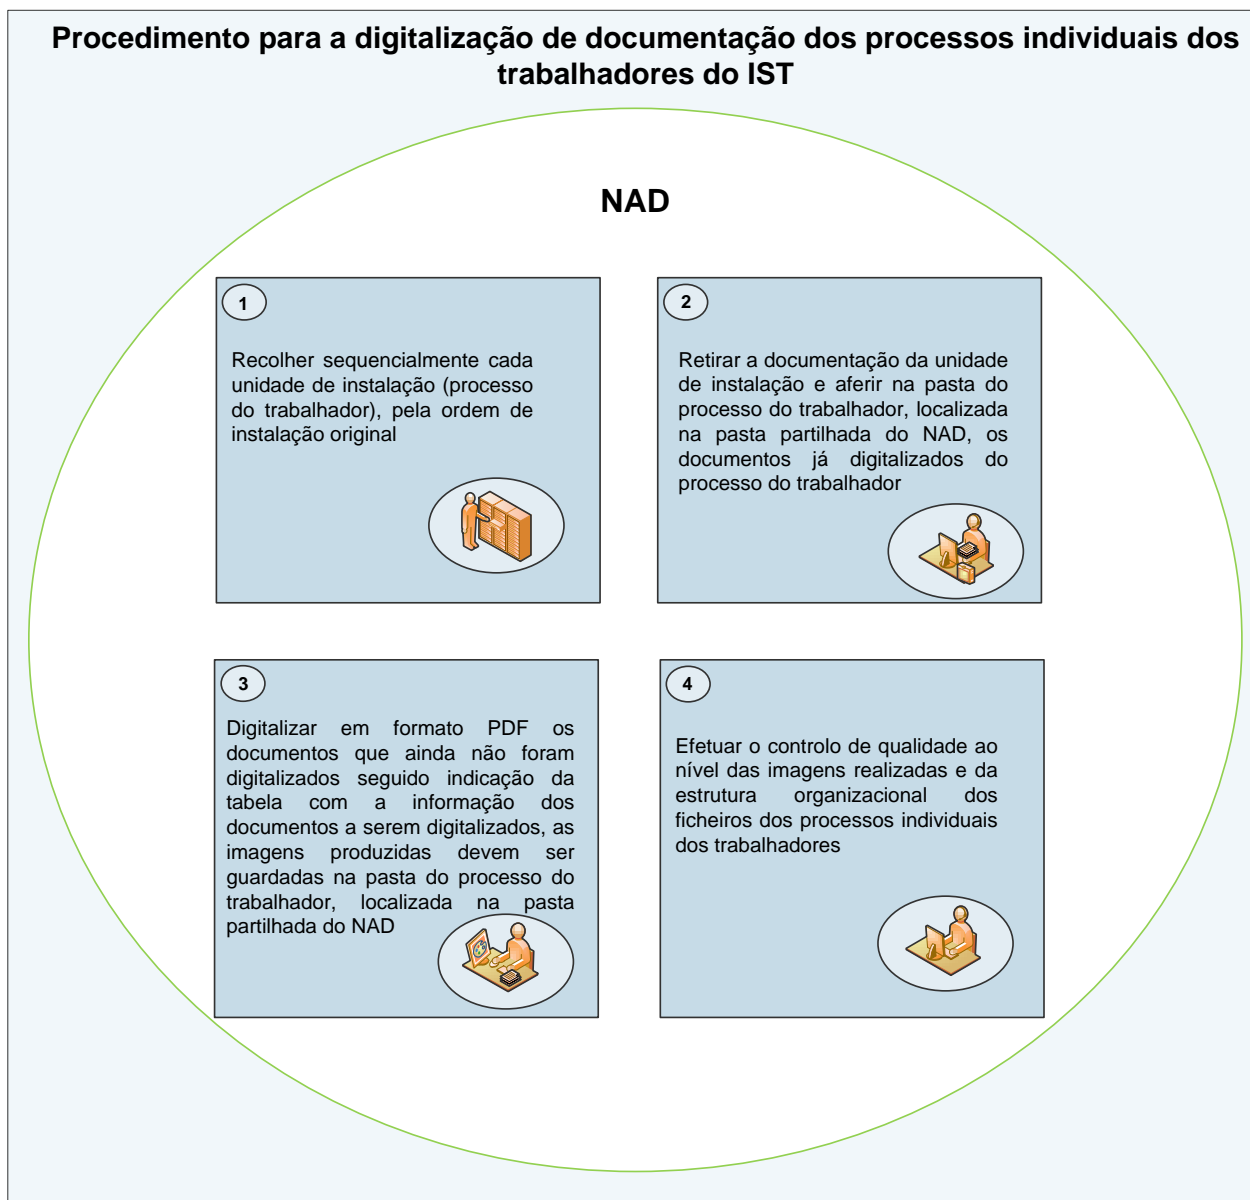 Procedimento para a digitalização de documentação dos processos individuais dos
trabalhadores do IST
NAD
1
Recolher sequencialmente cada
unidade de instalação (processo
do trabalhador), pela ordem de
instalação original
2
Retirar a documentação da unidade
de instalação e aferir na pasta do
processo do trabalhador, localizada
na pasta partilhada do NAD, os
documentos já digitalizados do
processo do trabalhador
3
Digitalizar em formato PDF os
documentos que ainda não foram
digitalizados seguido indicação da
tabela com a informação dos
documentos a serem digitalizados, as
imagens produzidas devem ser
guardadas na pasta do processo do
trabalhador, localizada na pasta
partilhada do NAD
4
Efetuar o controlo de qualidade ao
nível das imagens realizadas e da
estrutura organizacional dos
ficheiros dos processos individuais
dos trabalhadores